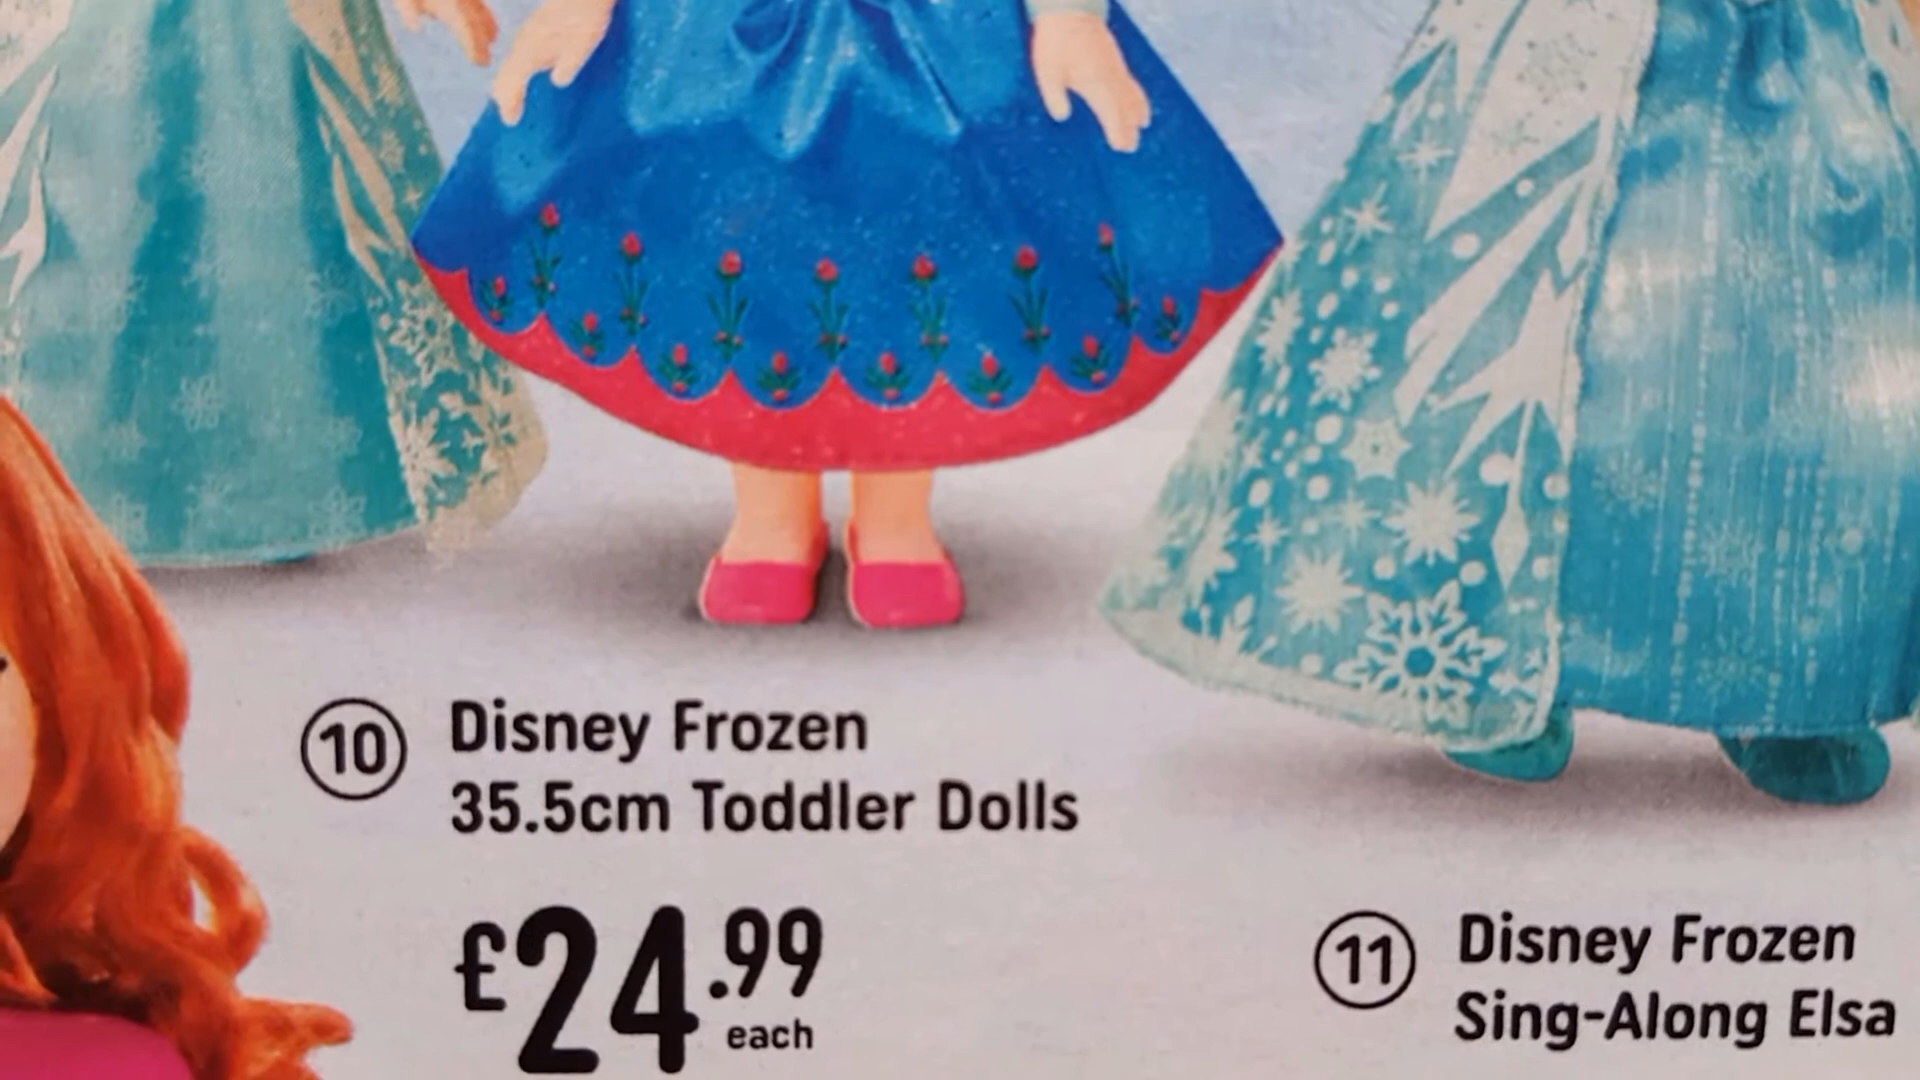 10 Disney Frozen
35.5cm Toddler Dolls
£24.99
each
11 Disney Frozen
Sing-Along Elsa